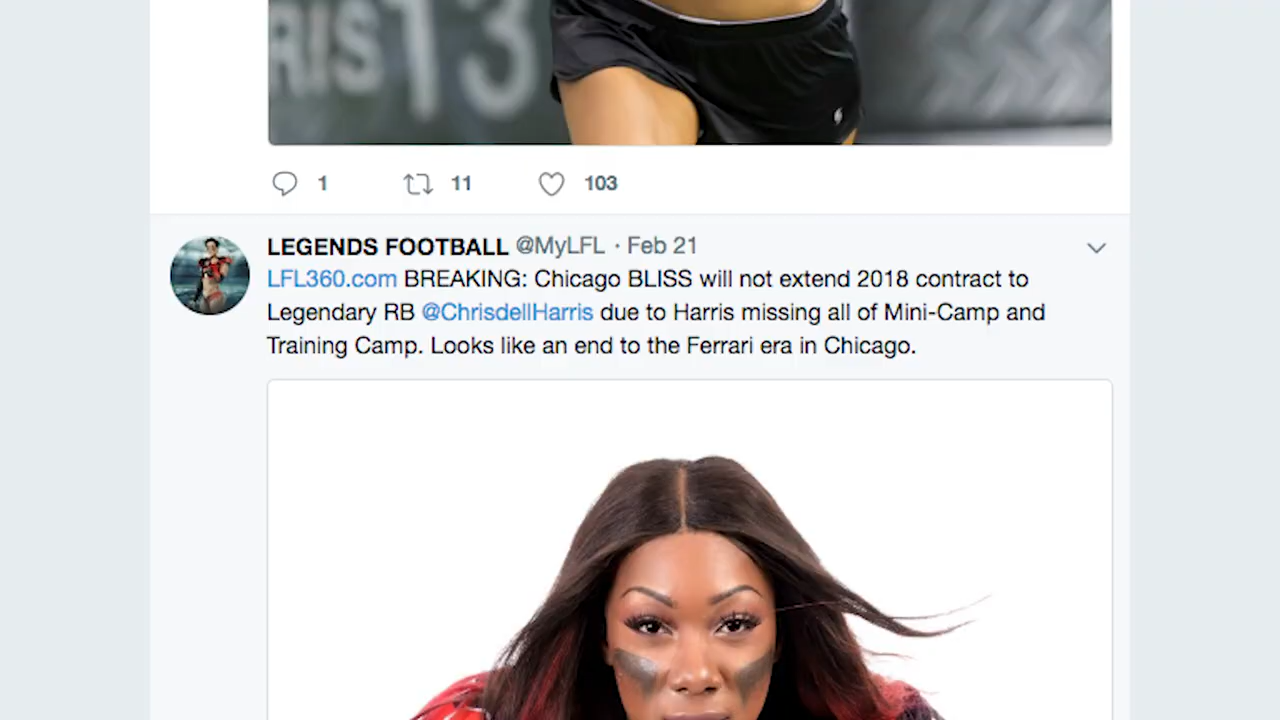 RIS 13
1 11 103
LEGENDS FOOTBALL @MyLFL · Feb 21
LFL360.com BREAKING: Chicago BLISS will not extend 2018 contract to
Legendary RB @ChrisdellHarris due to Harris missing all of Mini-Camp and
Training Camp. Looks like an end to the Ferrari era in Chicago.